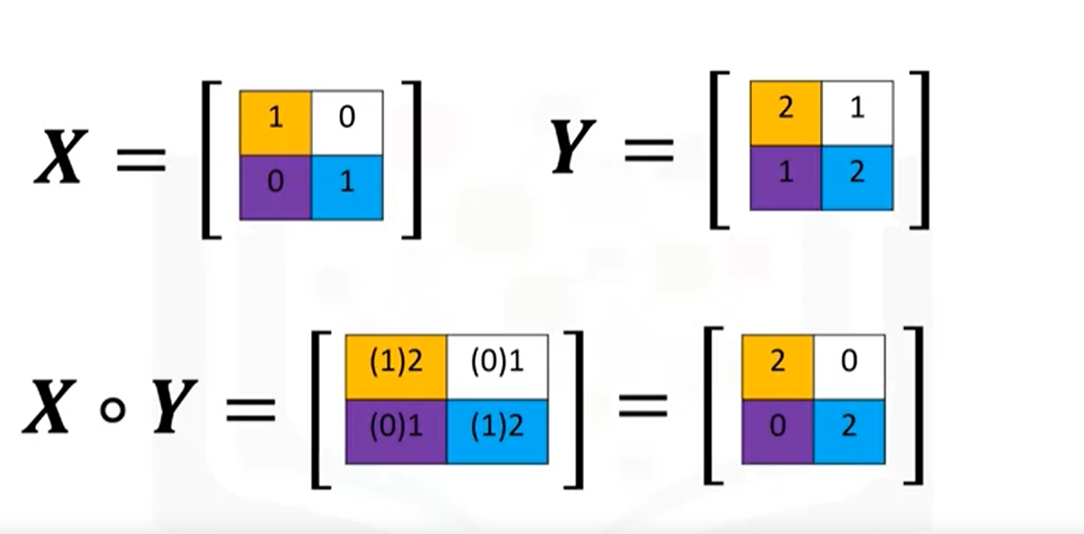 X = [ 1 0
0 1 ]
Y = [ 2 1
1 2 ]
X ∘ Y = [ (1)2 (0)1
(0)1 (1)2 ] = [ 2 0
0 2 ]